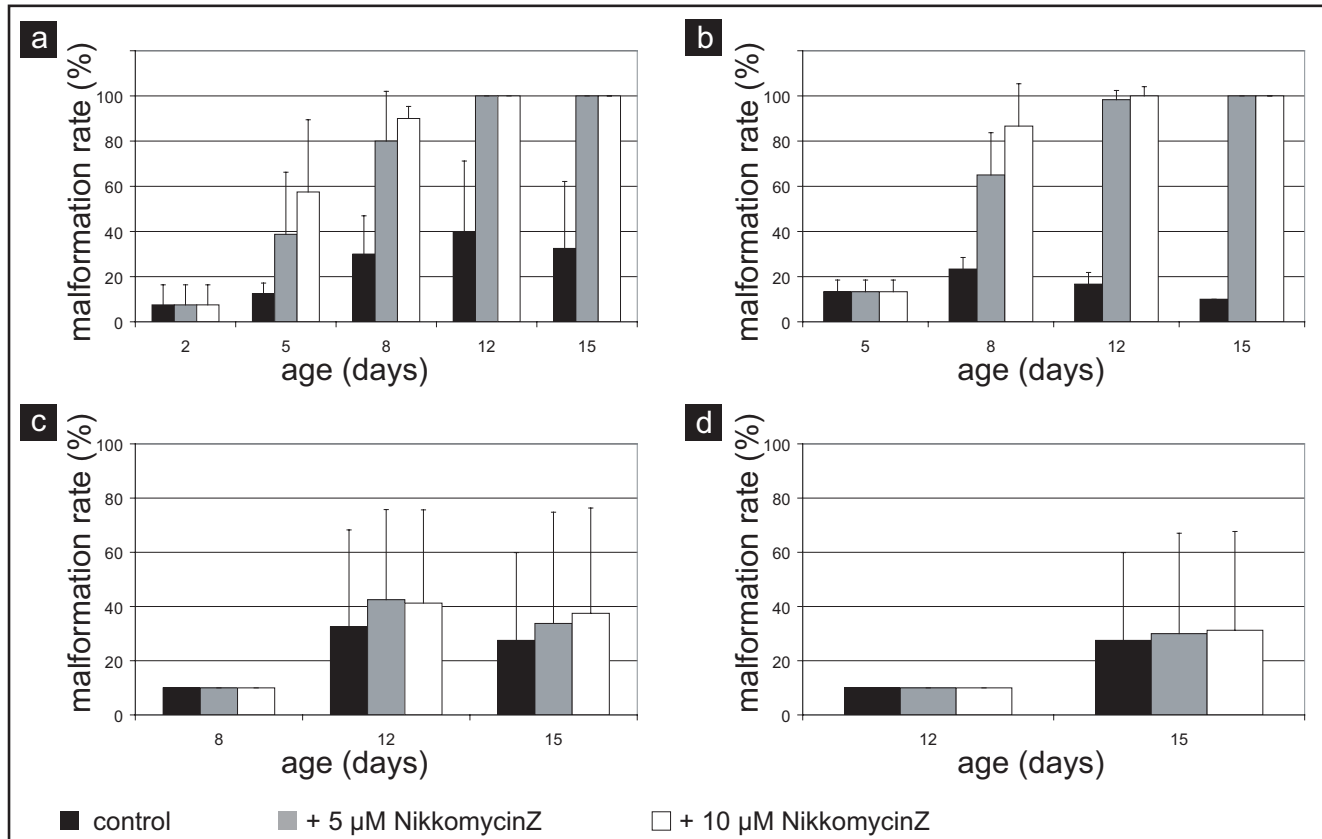 a
malformation rate (%)
100
80
60
40
20
0
2 5 8 12 15
age (days)
b
malformation rate (%)
100
80
60
40
20
0
5 8 12 15
age (days)
c
malformation rate (%)
100
80
60
40
20
0
8 12 15
age (days)
d
malformation rate (%)
100
80
60
40
20
0
12 15
age (days)
control + 5 µM NikkomycinZ + 10 µM NikkomycinZ